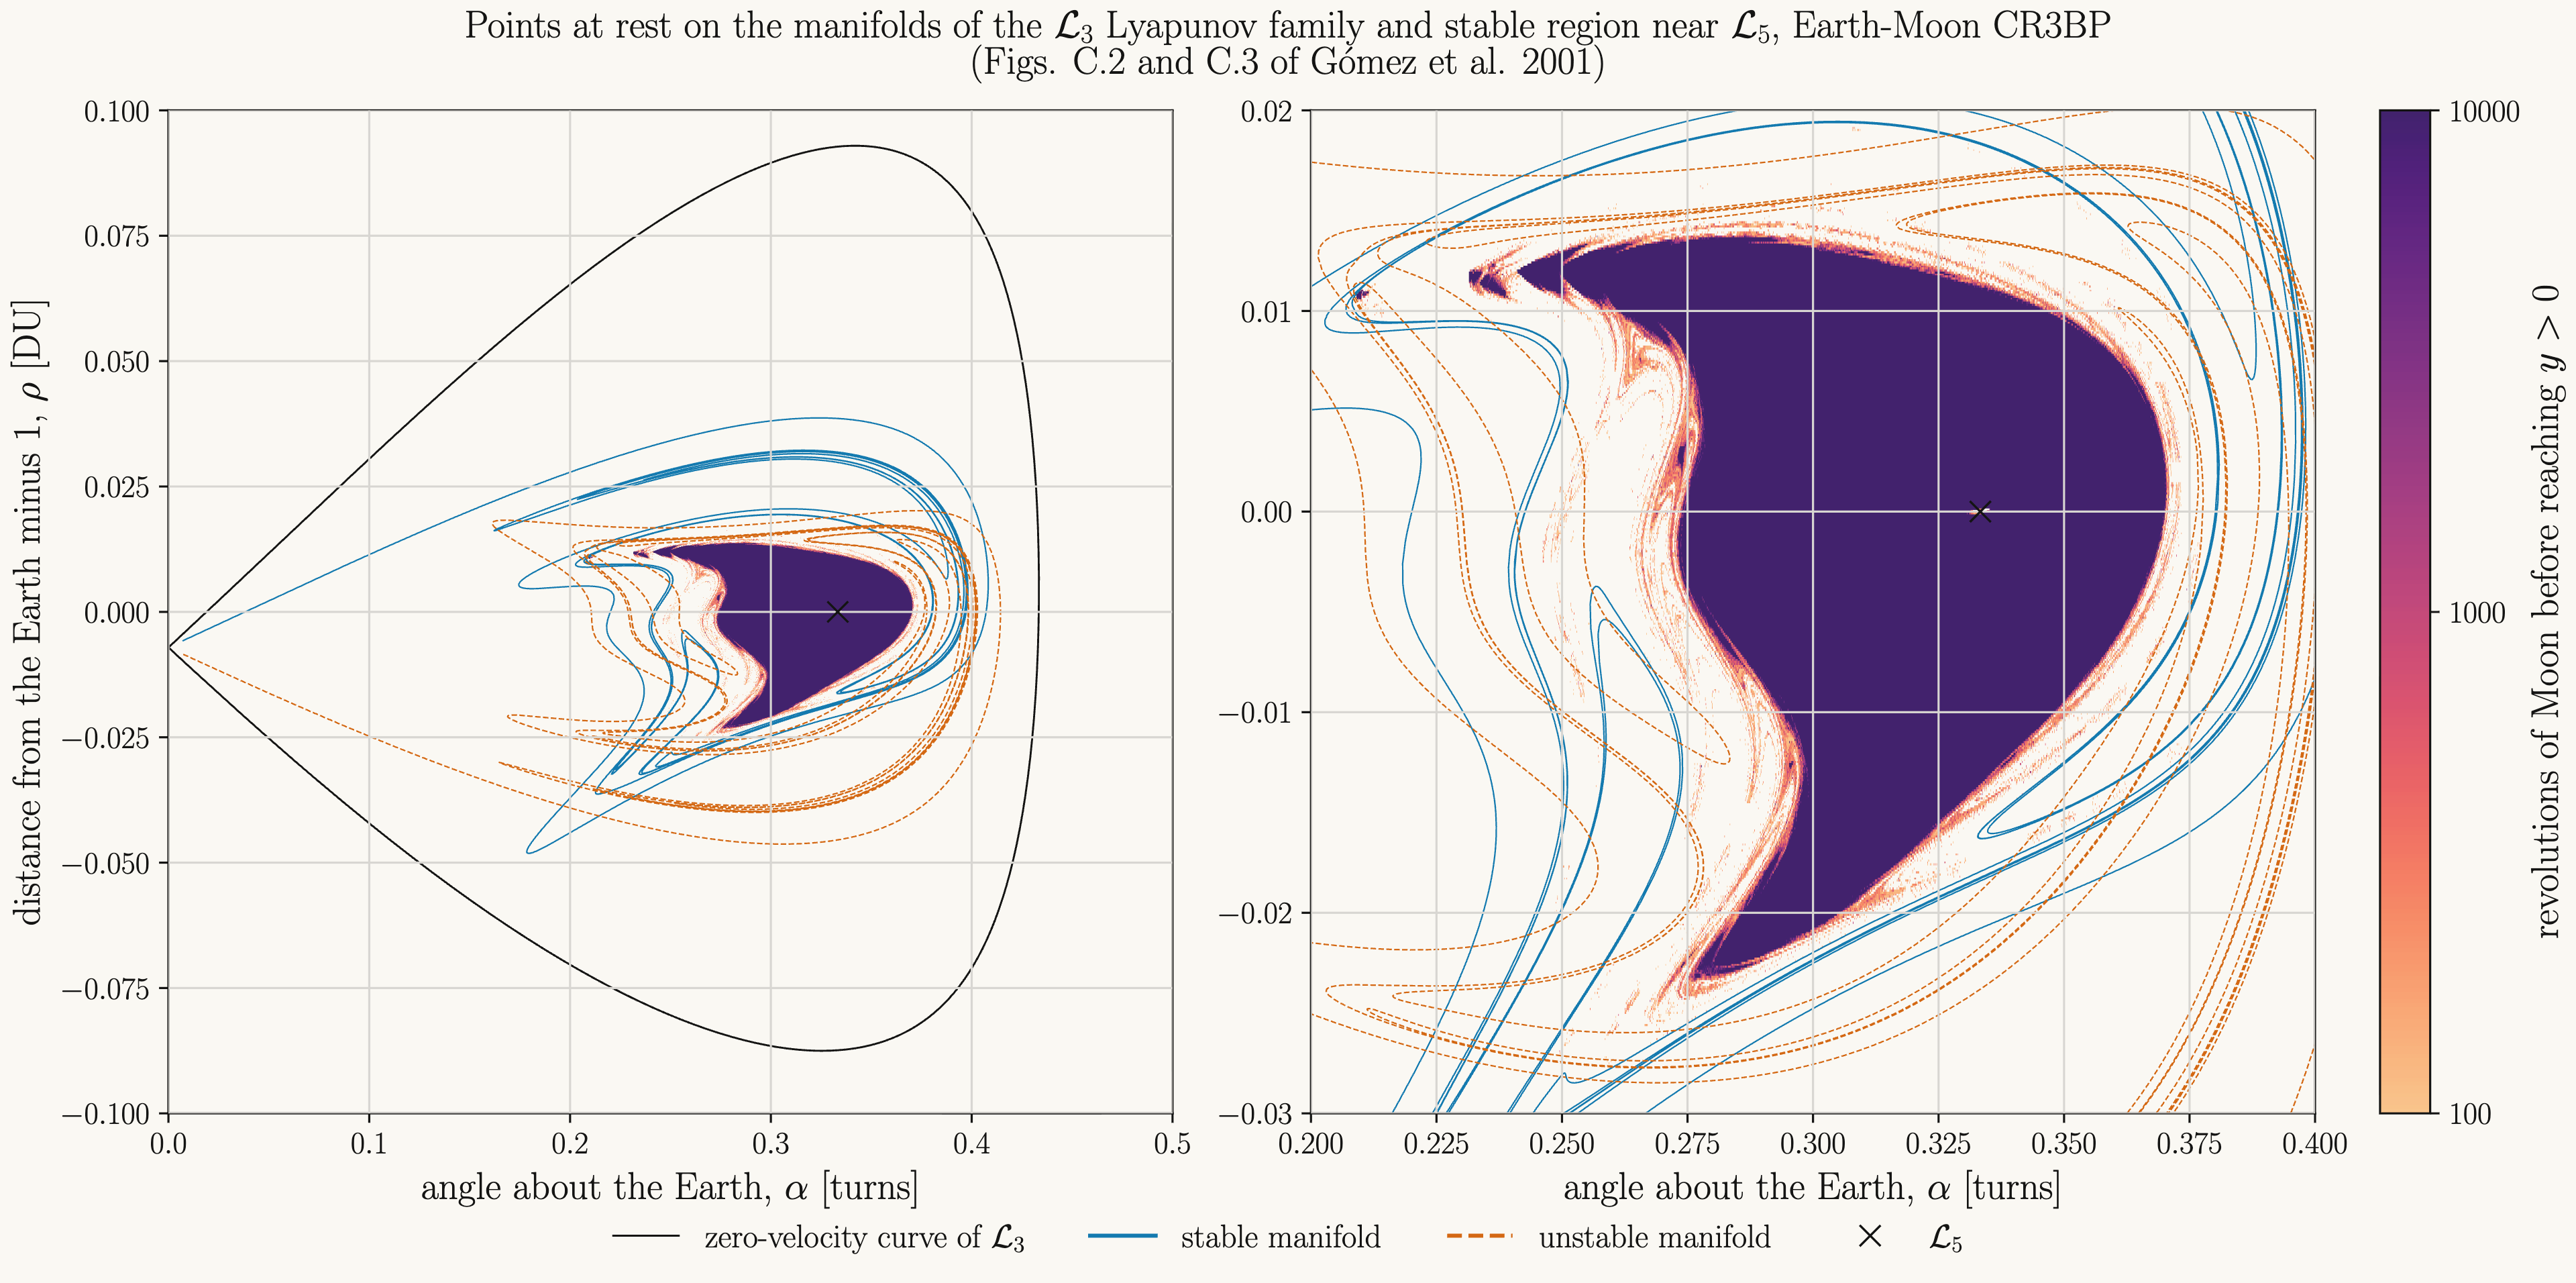 Points at rest on the manifolds of the ℒ₃ Lyapunov family and stable region near ℒ₅, Earth-Moon CR3BP
(Figs. C.2 and C.3 of Gómez et al. 2001)
distance from the Earth minus 1, ρ [DU]
0.100
0.075
0.050
0.025
0.000
−0.025
−0.050
−0.075
−0.100
0.0 0.1 0.2 0.3 0.4 0.5
angle about the Earth, α [turns]
0.02
0.01
0.00
−0.01
−0.02
−0.03
0.200 0.225 0.250 0.275 0.300 0.325 0.350 0.375 0.400
angle about the Earth, α [turns]
10000
1000
100
revolutions of Moon before reaching y > 0
zero-velocity curve of ℒ₃ stable manifold unstable manifold ℒ₅